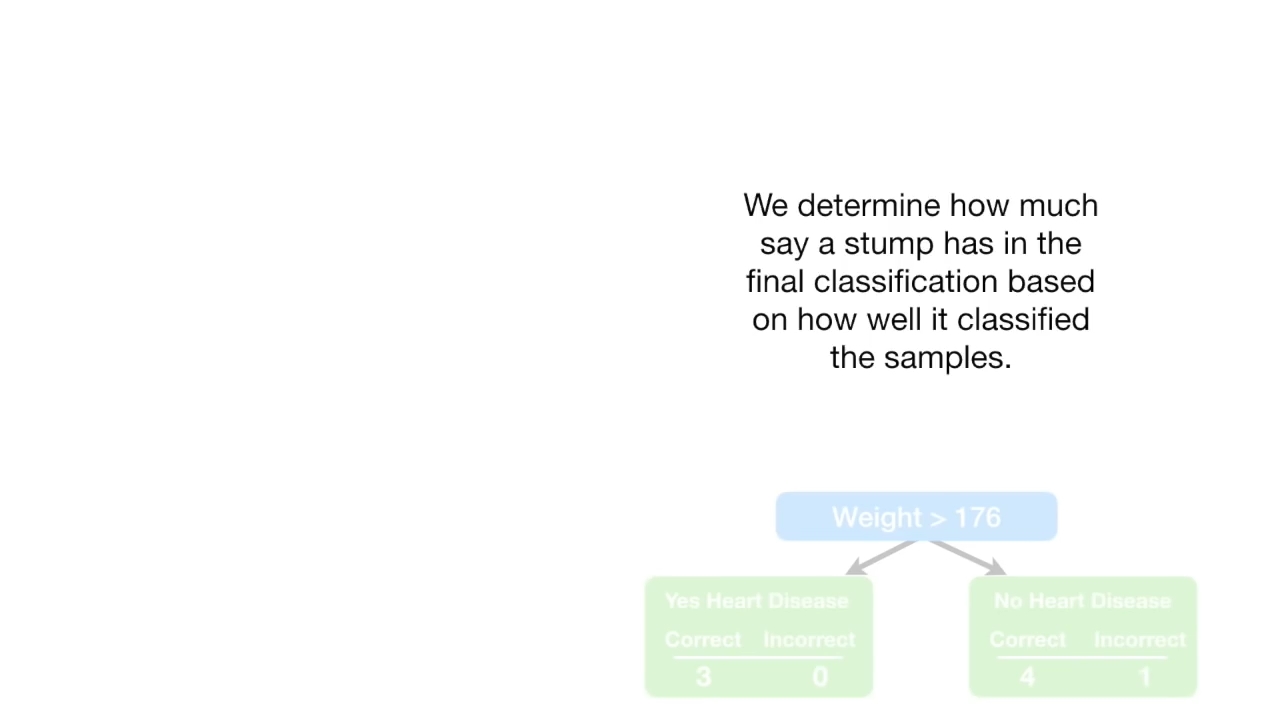 We determine how much
say a stump has in the
final classification based
on how well it classified
the samples.
Weight > 176
Yes Heart Disease
Correct Incorrect
3 0
No Heart Disease
Correct Incorrect
4 1